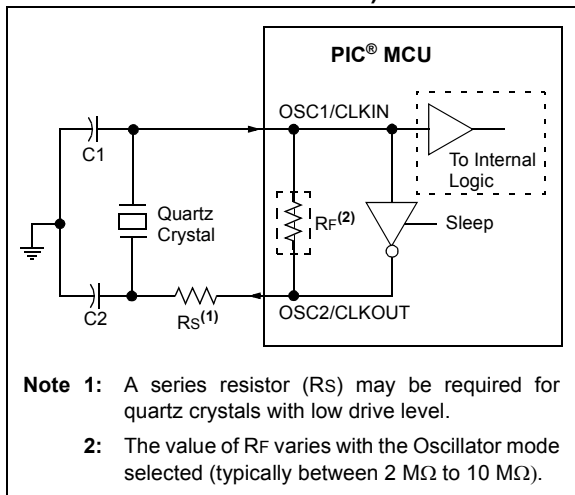 PIC® MCU
OSC1/CLKIN
C1
To Internal
Logic
Quartz
Crystal
RF(2)
Sleep
C2
RS(1)
OSC2/CLKOUT
Note 1: A series resistor (RS) may be required for
quartz crystals with low drive level.
2: The value of RF varies with the Oscillator mode
selected (typically between 2 MΩ to 10 MΩ).